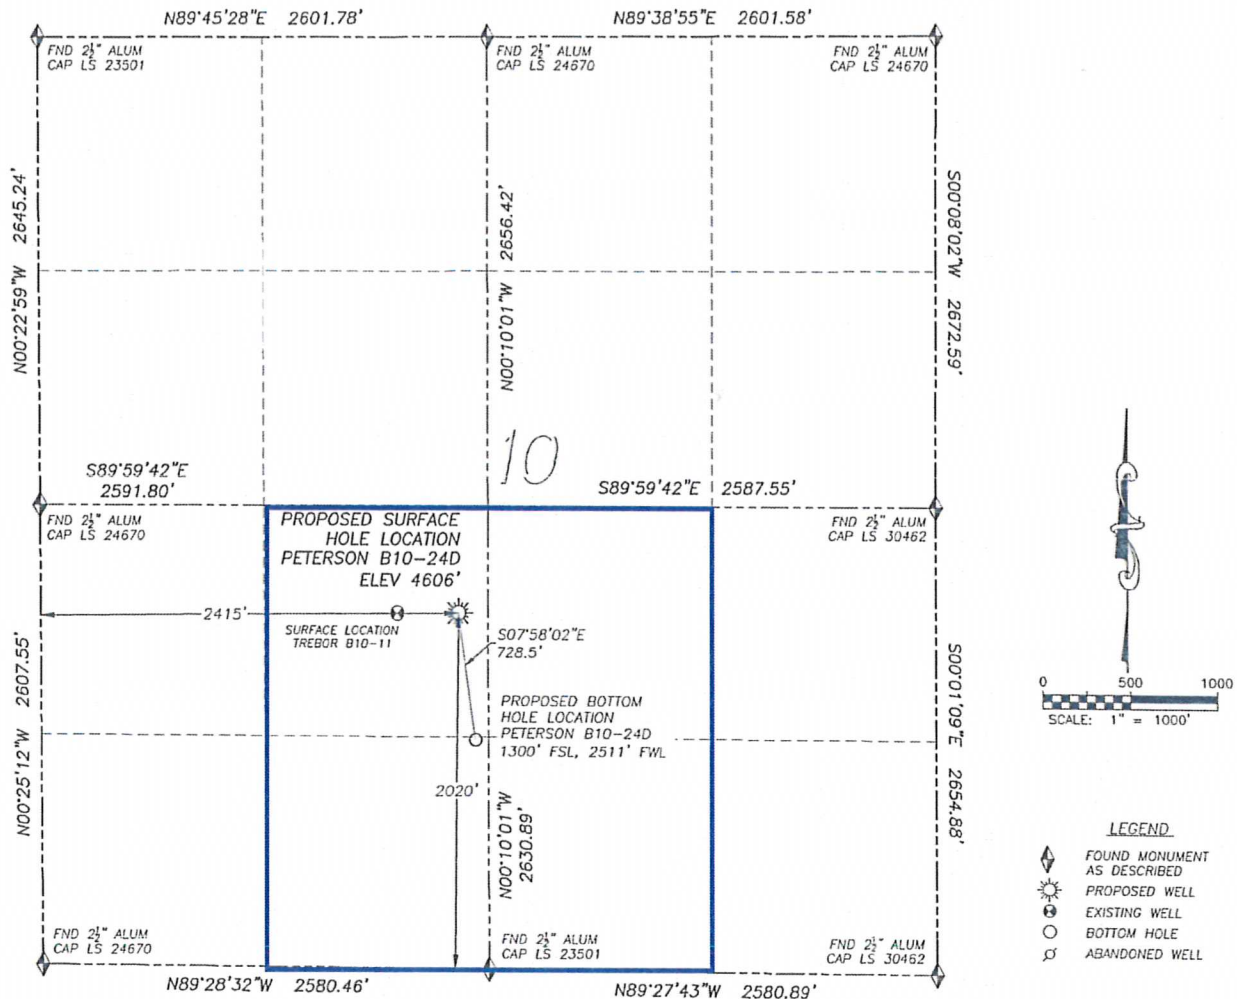 N89°45'28"E 2601.78'
N89°38'55"E 2601.58'
FND 2½" ALUM
CAP LS 23501
FND 2½" ALUM
CAP LS 24670
FND 2½" ALUM
CAP LS 24670
N00°22'59"W 2645.24'
N00°10'01"W 2656.42'
S00°08'02"W 2672.59'
10
S89°59'42"E
2591.80'
S89°59'42"E 2587.55'
FND 2½" ALUM
CAP LS 24670
PROPOSED SURFACE
HOLE LOCATION
PETERSON B10-24D
ELEV 4606'
FND 2½" ALUM
CAP LS 30462
2415'
SURFACE LOCATION
TREBOR B10-11
S07°58'02"E
728.5'
PROPOSED BOTTOM
HOLE LOCATION
PETERSON B10-24D
1300' FSL, 2511' FWL
2020'
N00°25'12"W 2607.55'
N00°10'01"W
2630.89'
S00°01'09"E 2654.88'
FND 2½" ALUM
CAP LS 24670
FND 2½" ALUM
CAP LS 23501
FND 2½" ALUM
CAP LS 30462
N89°28'32"W 2580.46'
N89°27'43"W 2580.89'
0 500 1000
SCALE: 1" = 1000'
LEGEND
FOUND MONUMENT
AS DESCRIBED
PROPOSED WELL
EXISTING WELL
BOTTOM HOLE
ABANDONED WELL